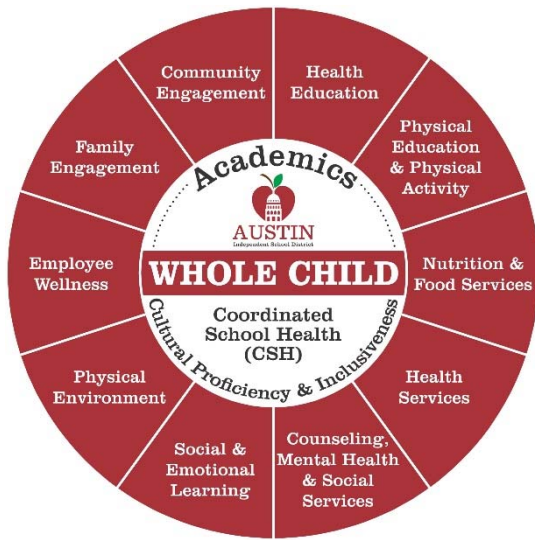 Community
Engagement
Health
Education
Physical
Education
& Physical
Activity
Nutrition &
Food Services
Health
Services
Counseling,
Mental Health
& Social
Services
Social &
Emotional
Learning
Physical
Environment
Employee
Wellness
Family
Engagement
Academics
AUSTIN
Independent School District
WHOLE CHILD
Coordinated
School Health
(CSH)
Cultural Proficiency & Inclusiveness